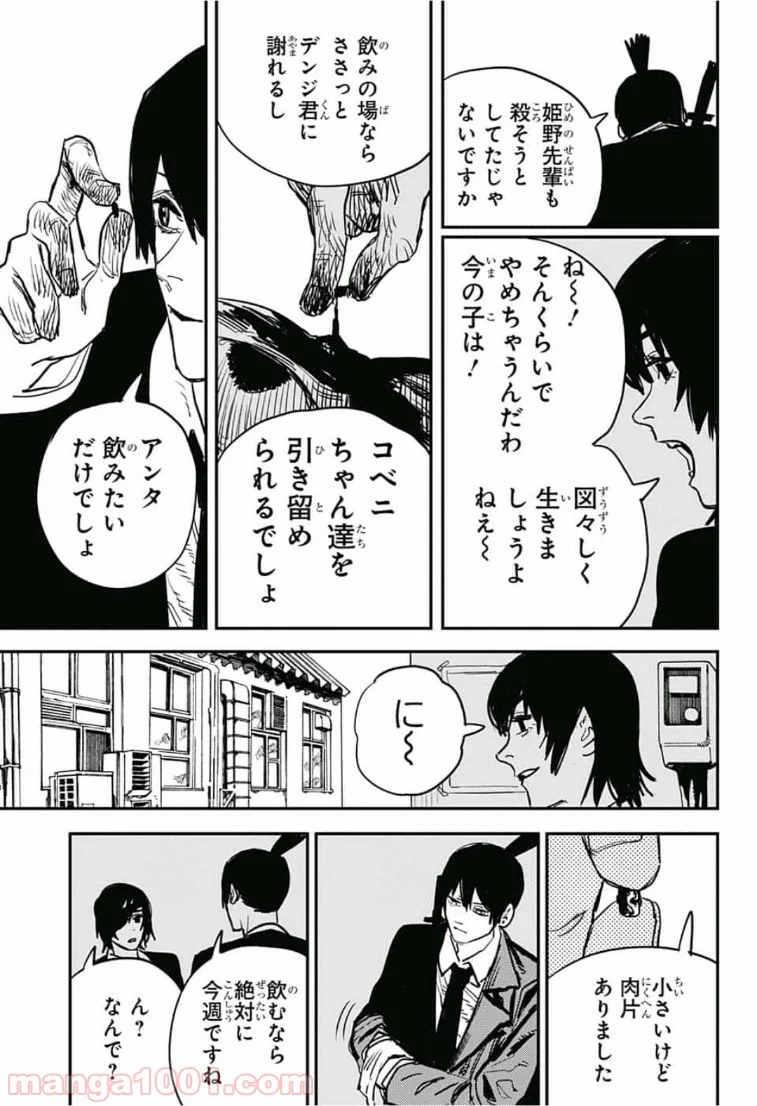 姫野先輩も
殺そうと
してたじゃ
ないですか
ね〜!
そんくらいで
やめちゃうんだわ
今の子は!
図々しく
生きま
しょうよ
ねえ〜
飲みの場なら
ささっと
デンジ君に
謝れるし
コベニ
ちゃん達を
引き留め
られるでしょ
アンタ
飲みたい
だけでしょ
に〜
小さいけど
肉片
ありました
飲むなら
絶対に
今週ですね
ん?
なんで?
manga1001.com